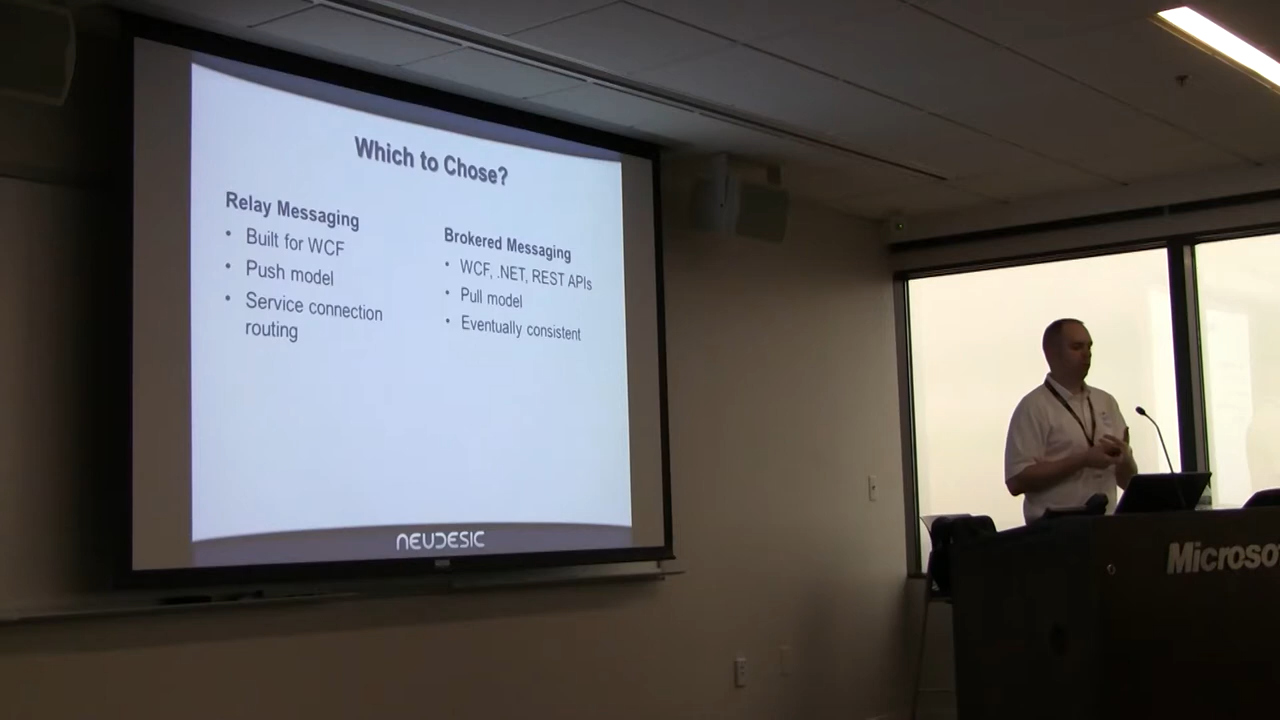 Which to Chose?
Relay Messaging
• Built for WCF
• Push model
• Service connection
routing
Brokered Messaging
• WCF, .NET, REST APIs
• Pull model
• Eventually consistent
NEUDESIC
Microso